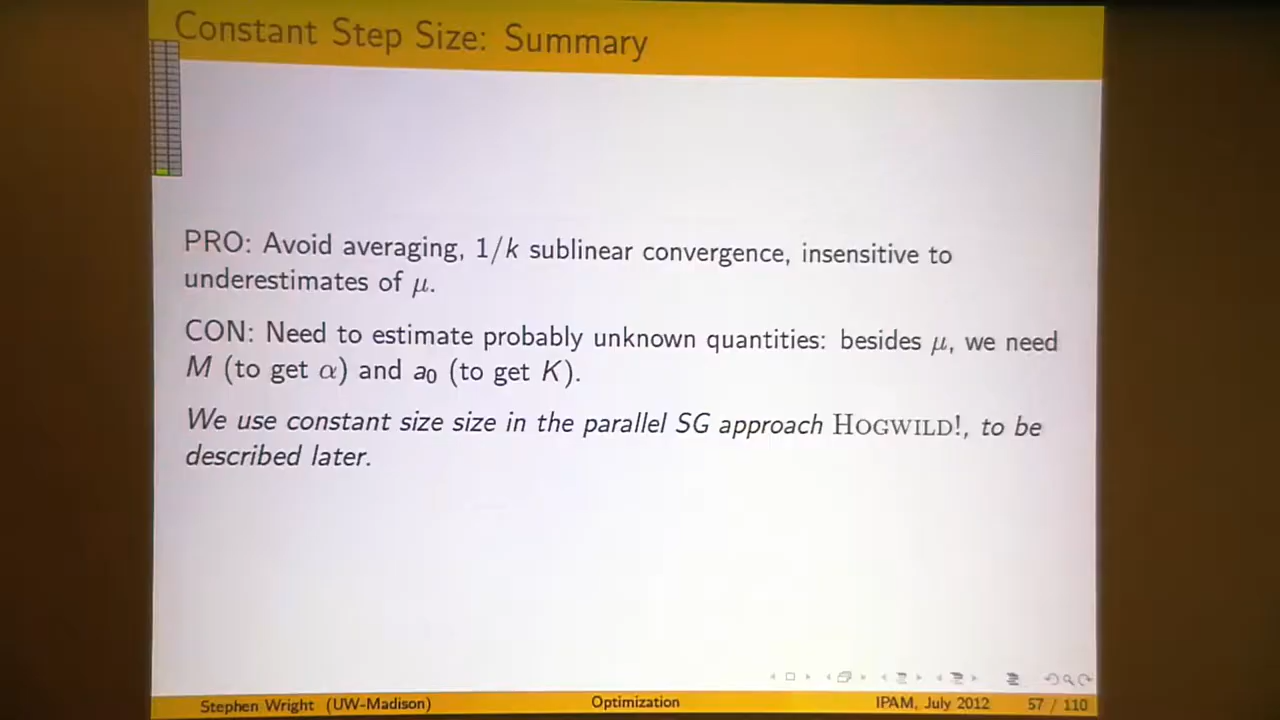 Constant Step Size: Summary
PRO: Avoid averaging, 1/k sublinear convergence, insensitive to
underestimates of μ.
CON: Need to estimate probably unknown quantities: besides μ, we need
M (to get α) and a₀ (to get K).
We use constant size size in the parallel SG approach HOGWILD!, to be
described later.
Stephen Wright (UW-Madison) Optimization IPAM, July 2012 57 / 110